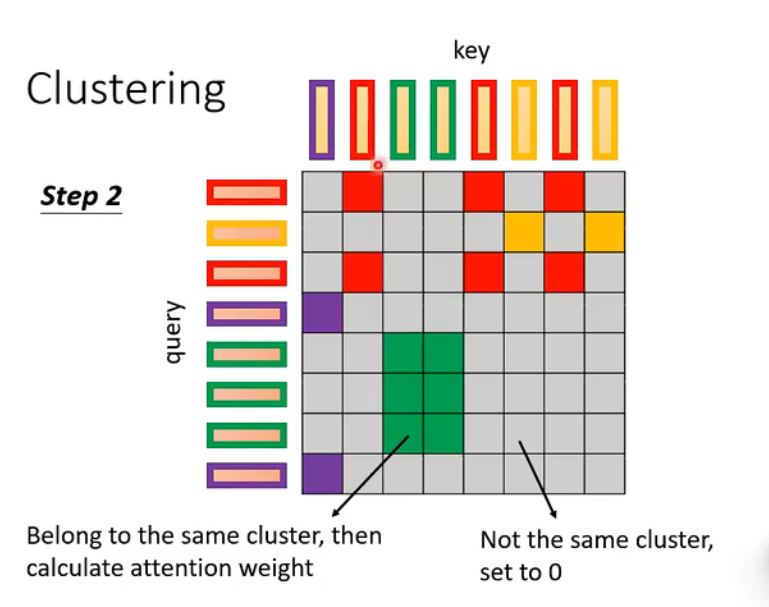 key
Clustering
Step 2
query
Belong to the same cluster, then
calculate attention weight
Not the same cluster,
set to 0